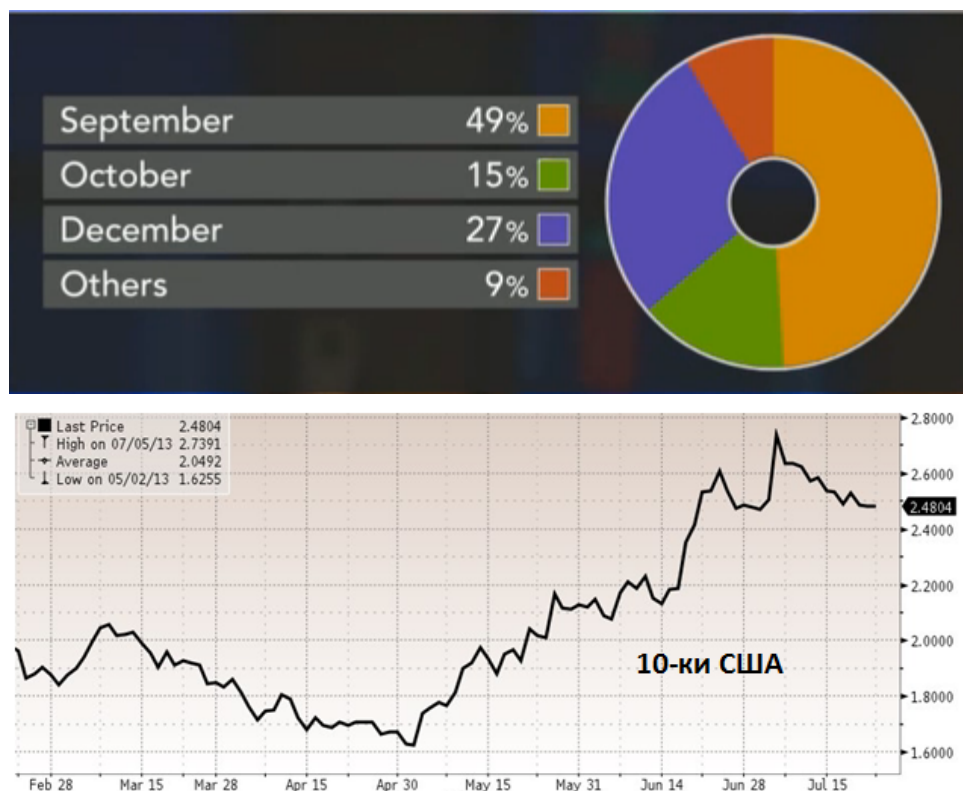 September 49%
October 15%
December 27%
Others 9%
Last Price 2.4804
High on 07/05/13 2.7391
Average 2.0492
Low on 05/02/13 1.6255
2.8000
2.6000
2.4804
2.4000
2.2000
2.0000
10-ки США
1.8000
1.6000
Feb 28 Mar 15 Mar 28 Apr 15 Apr 30 May 15 May 31 Jun 14 Jun 28 Jul 15